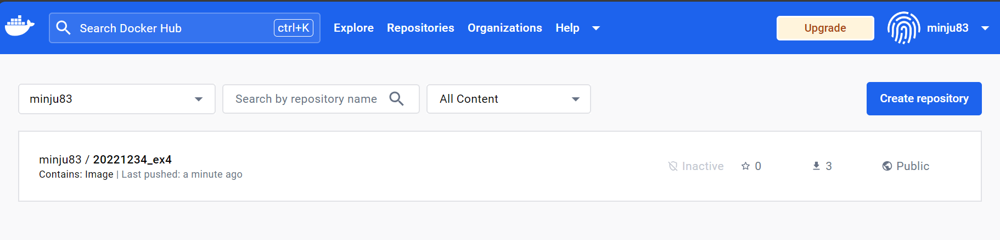 Search Docker Hub ctrl+K Explore Repositories Organizations Help Upgrade minju83
minju83 Search by repository name All Content Create repository
minju83 / 20221234_ex4
Contains: Image | Last pushed: a minute ago
Inactive 0 3 Public